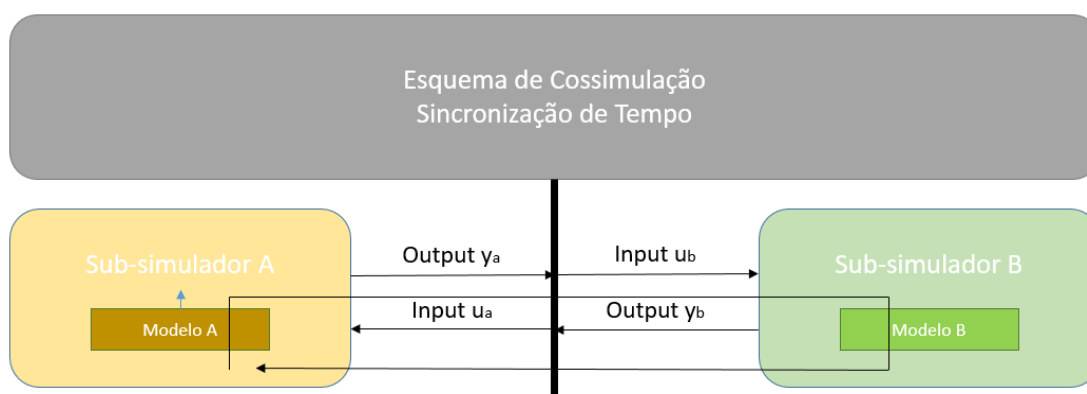 Esquema de Cossimulação
Sincronização de Tempo
Sub-simulador A
Output ya
Input ub
Sub-simulador B
Modelo A
Input ua
Output yb
Modelo B